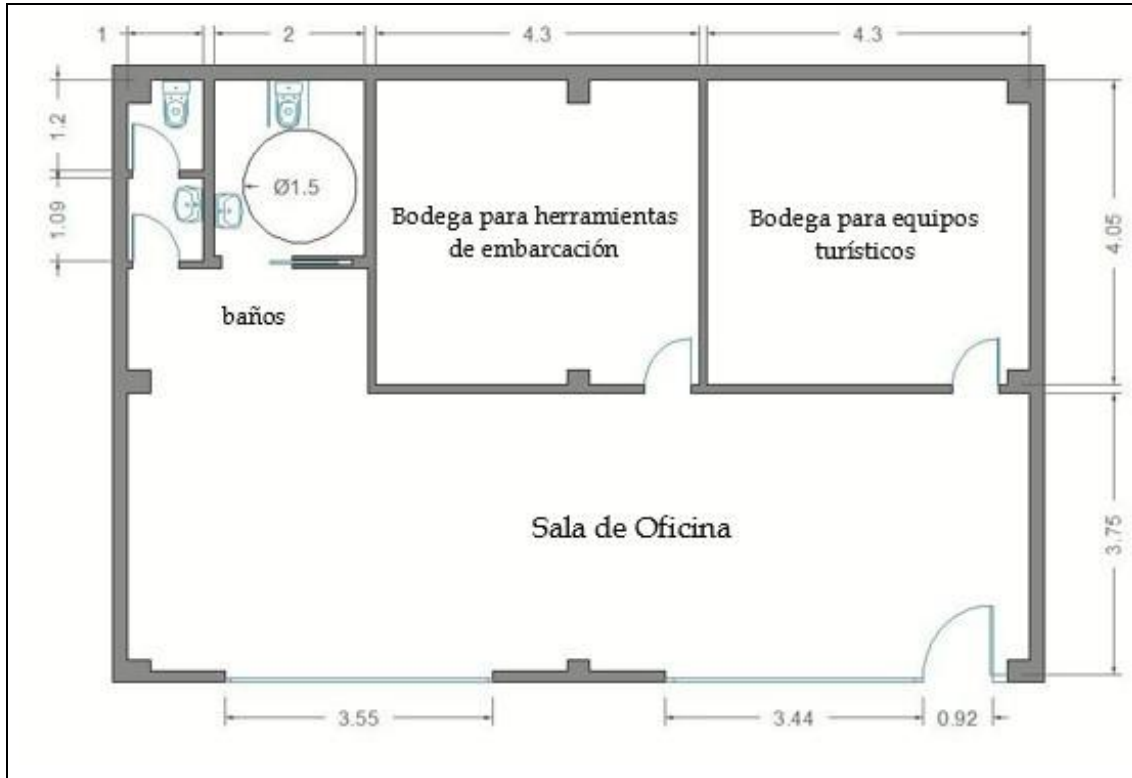 1
2
4.3
4.3
1.2
1.09
Ø1.5
Bodega para herramientas
de embarcación
Bodega para equipos
turísticos
4.05
baños
Sala de Oficina
3.75
3.55
3.44
0.92